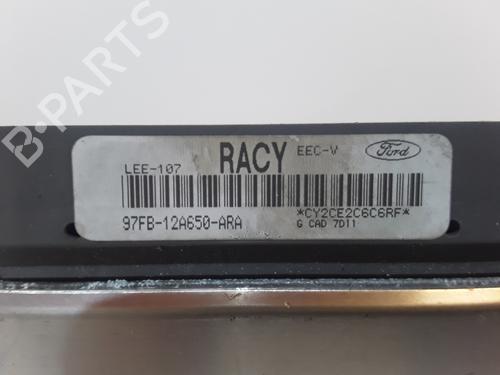 B-PARTS
LEE-107 RACY EEC-V Ford
97FB-12A650-ARA *CY2CE2C6C6RF*
G CAD 7D11